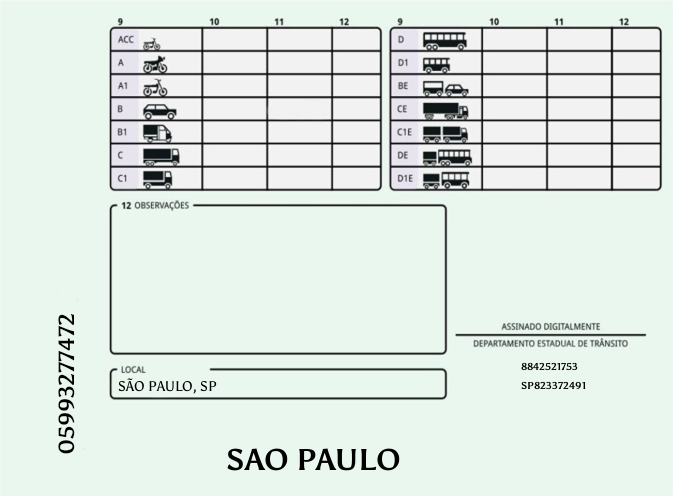 9 10 11 12 9 10 11 12
ACC D
A D1
A1 BE
B CE
B1 C1E
C DE
C1 D1E
12 OBSERVAÇÕES
ASSINADO DIGITALMENTE
DEPARTAMENTO ESTADUAL DE TRÂNSITO
8842521753
SP823372491
LOCAL
SÃO PAULO, SP
05993277472
SAO PAULO